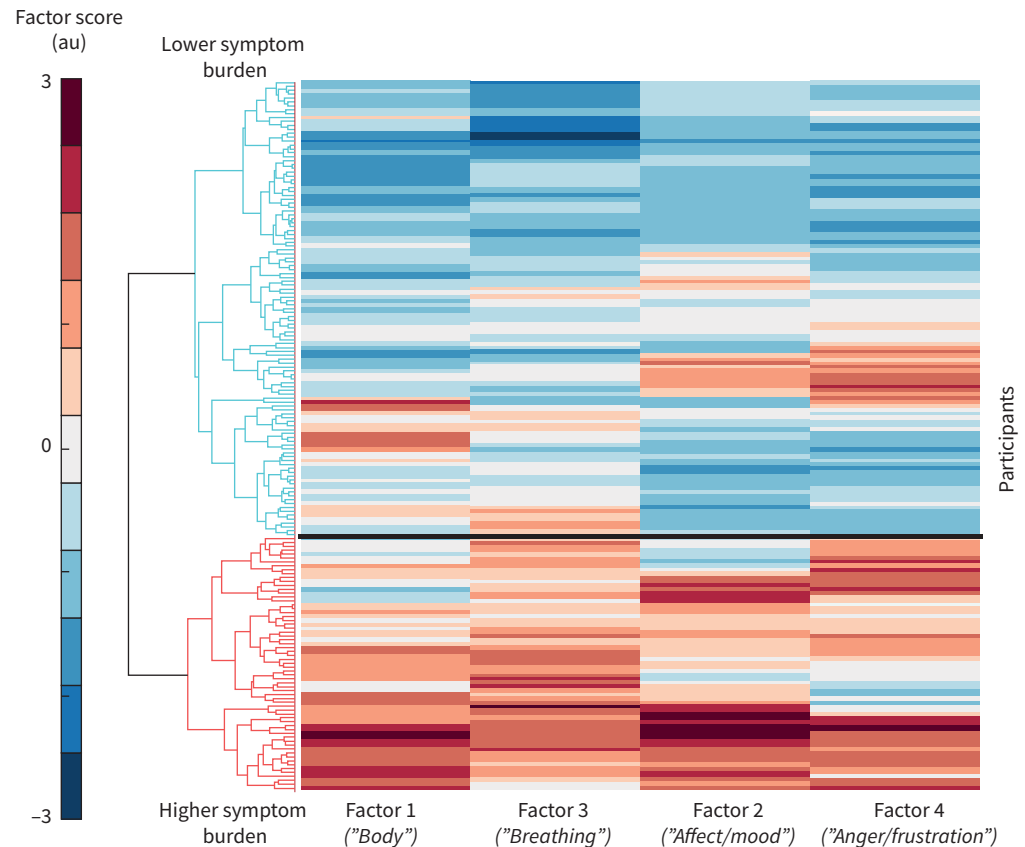 Factor score
(au)
Lower symptom
burden
3
0
–3
Participants
Higher symptom
burden
Factor 1
("Body")
Factor 3
("Breathing")
Factor 2
("Affect/mood")
Factor 4
("Anger/frustration")